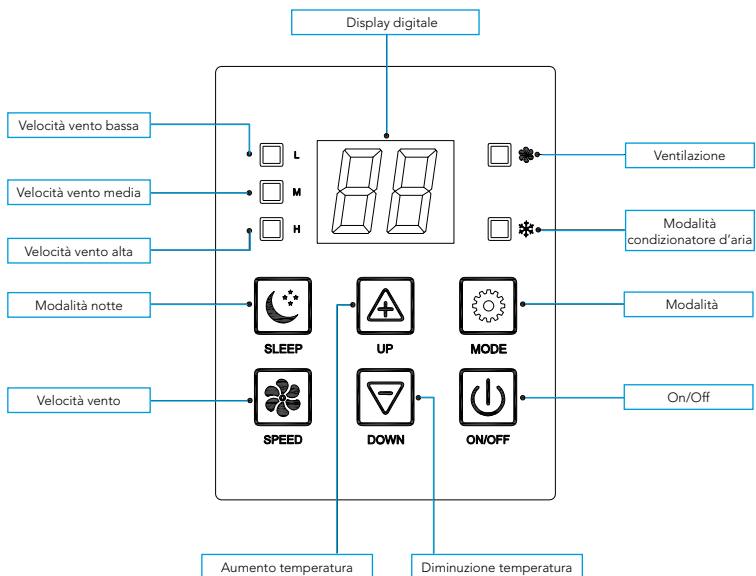 Display digitale
Velocità vento bassa
Velocità vento media
Velocità vento alta
Modalità notte
Velocità vento
L
M
H
88
SLEEP
UP
MODE
SPEED
DOWN
ON/OFF
Ventilazione
Modalità
condizionatore d'aria
Modalità
On/Off
Aumento temperatura
Diminuzione temperatura